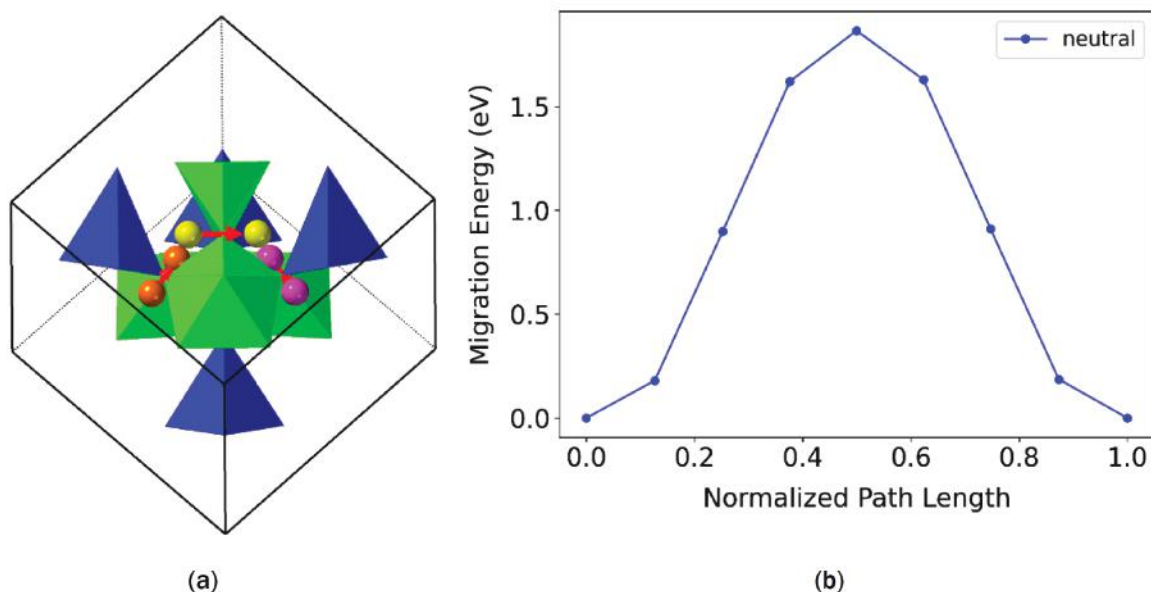 neutral
Migration Energy (eV)
1.5
1.0
0.5
0.0
0.0 0.2 0.4 0.6 0.8 1.0
Normalized Path Length
(a) (b)